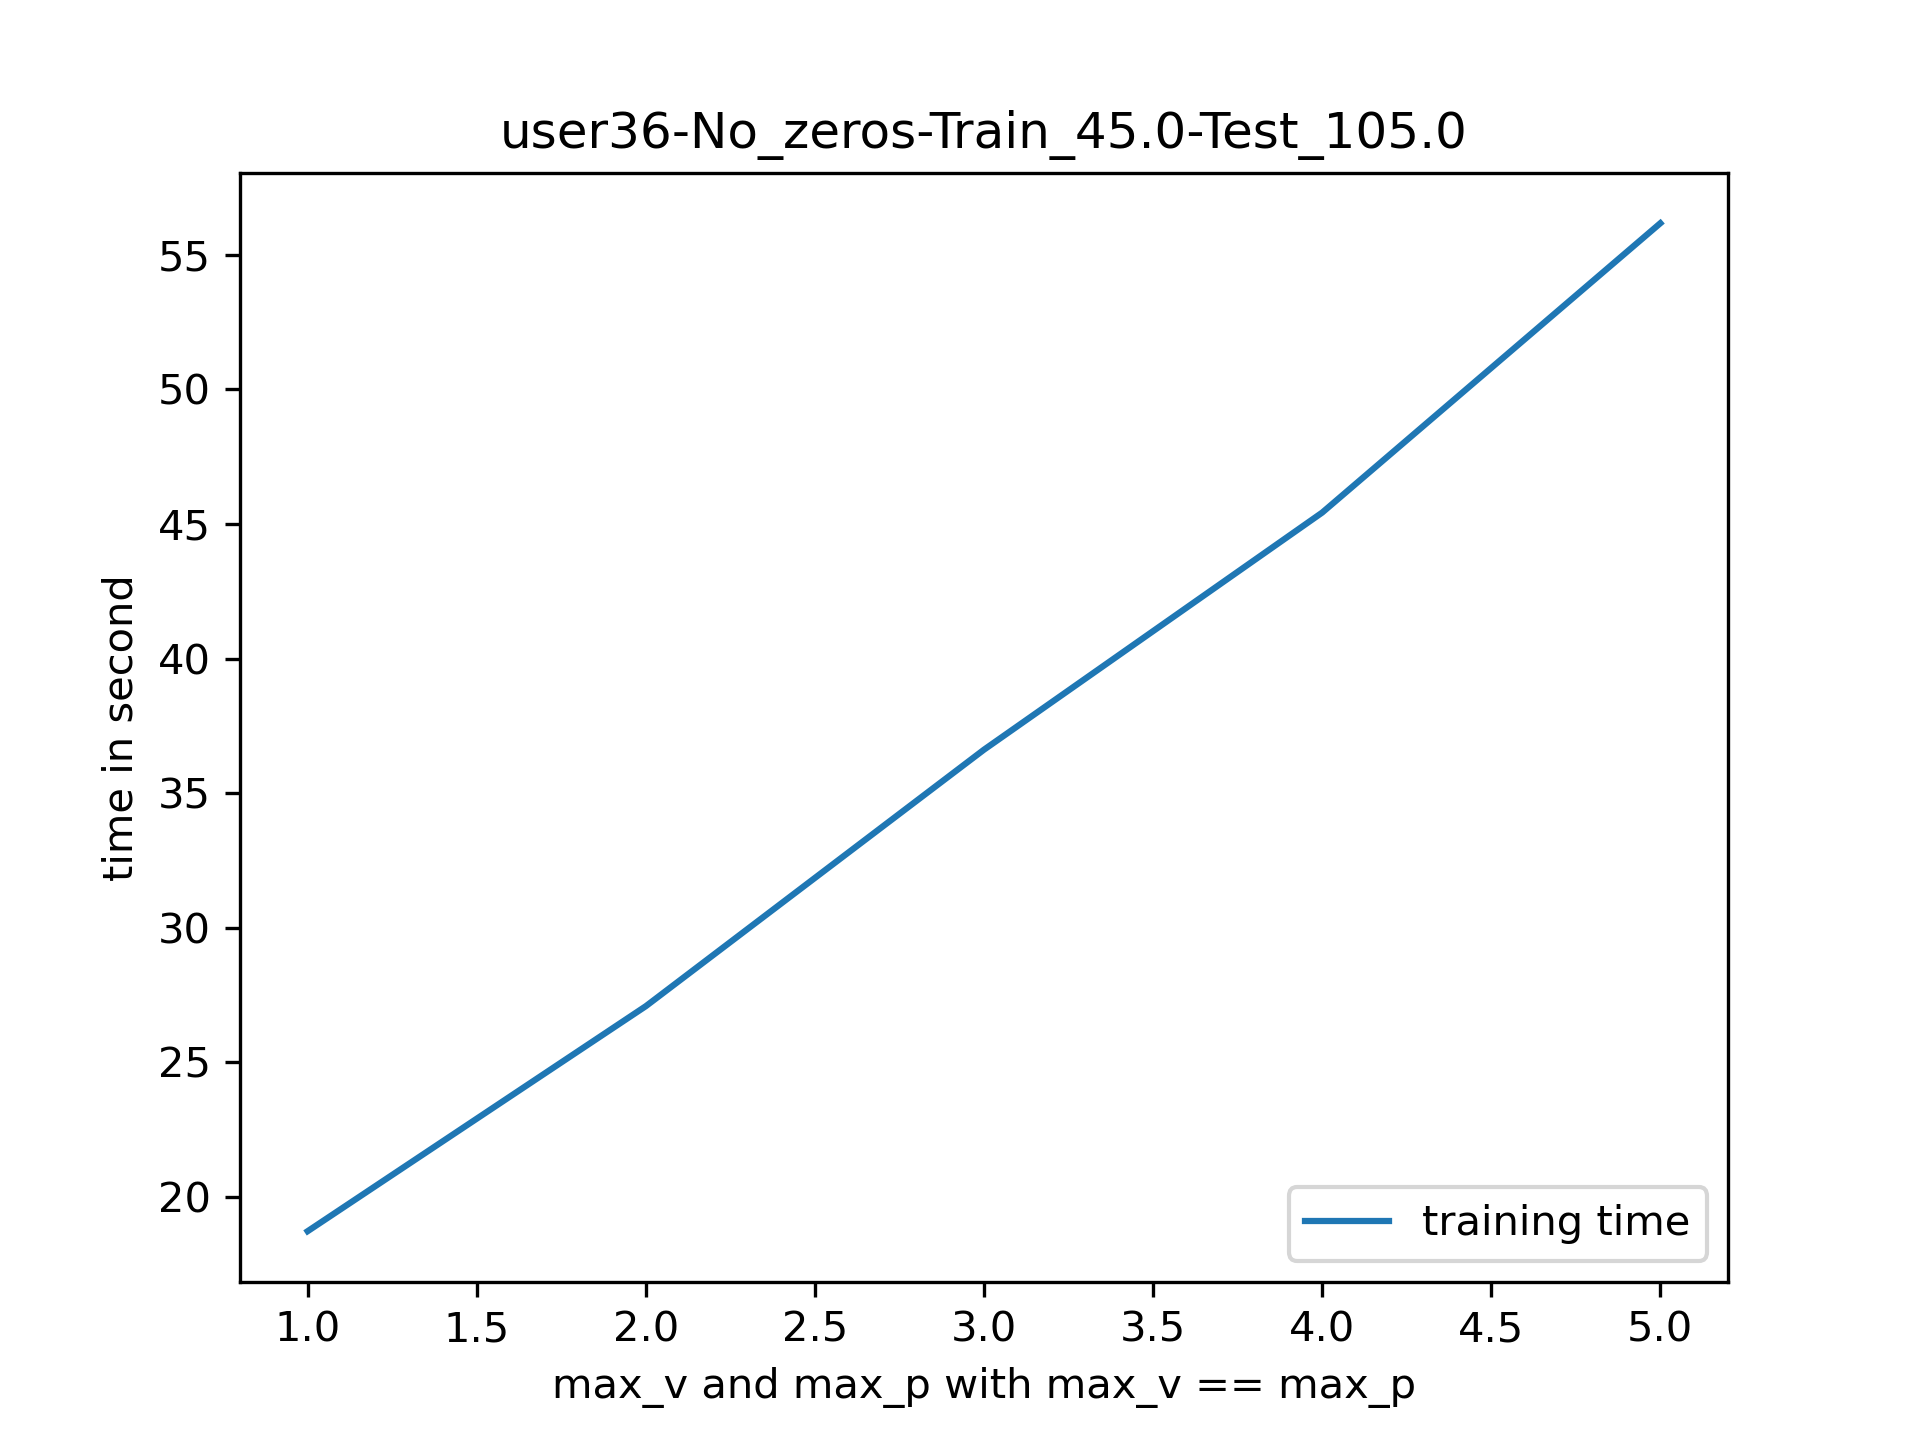 user36-No_zeros-Train_45.0-Test_105.0
55
50
45
40
35
30
25
20
time in second
training time
1.0 1.5 2.0 2.5 3.0 3.5 4.0 4.5 5.0
max_v and max_p with max_v == max_p